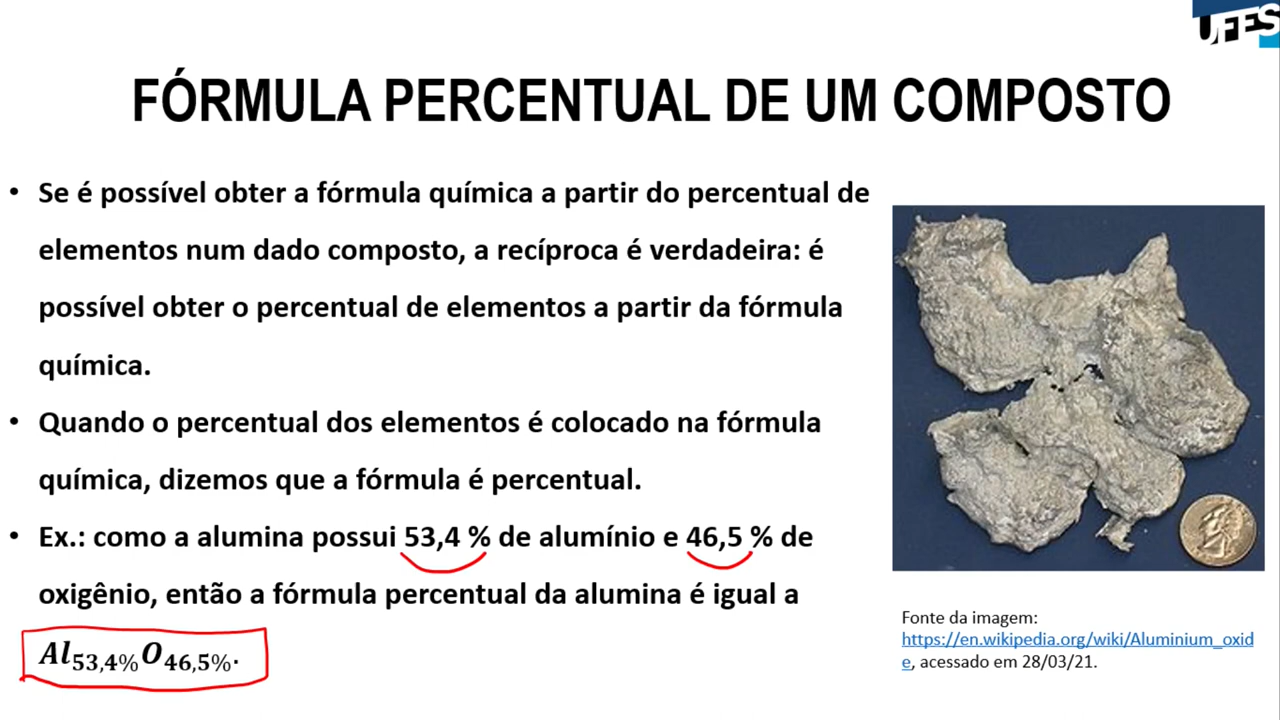 UFES
FÓRMULA PERCENTUAL DE UM COMPOSTO
• Se é possível obter a fórmula química a partir do percentual de
elementos num dado composto, a recíproca é verdadeira: é
possível obter o percentual de elementos a partir da fórmula
química.
• Quando o percentual dos elementos é colocado na fórmula
química, dizemos que a fórmula é percentual.
• Ex.: como a alumina possui 53,4 % de alumínio e 46,5 % de
oxigênio, então a fórmula percentual da alumina é igual a
Al53,4%O46,5%.
Fonte da imagem:
https://en.wikipedia.org/wiki/Aluminium_oxid
e, acessado em 28/03/21.